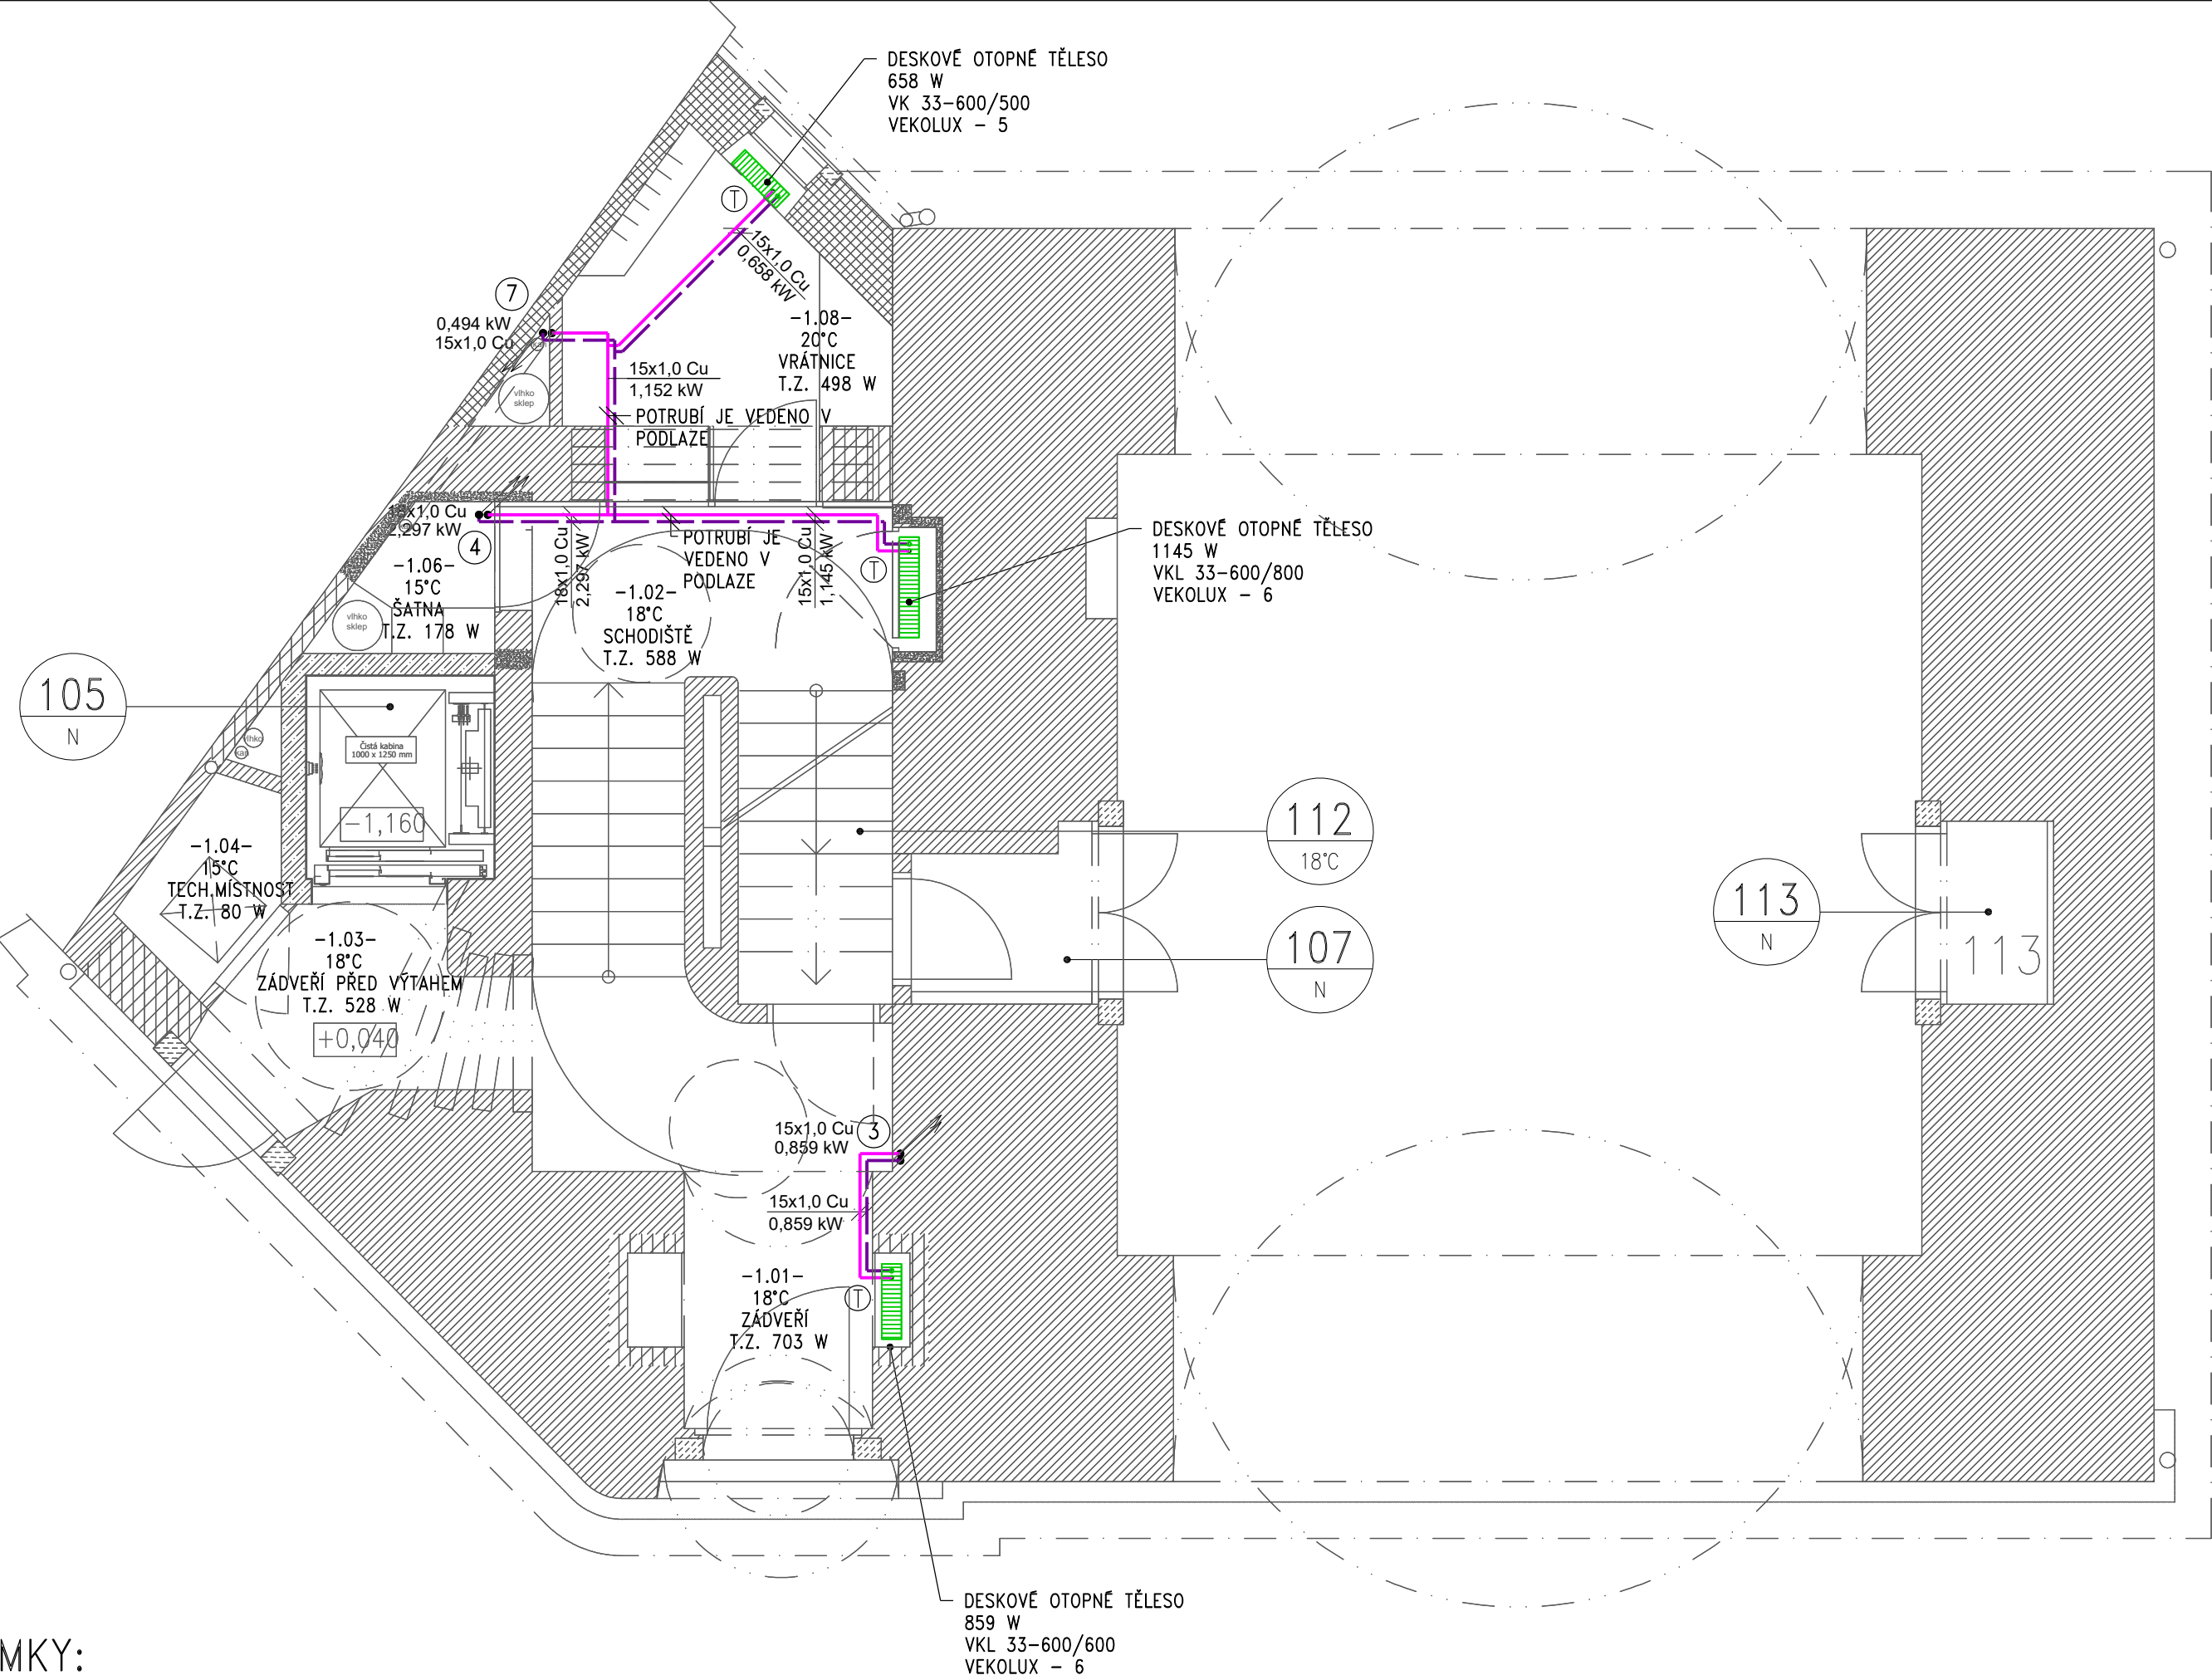 DESKOVÉ OTOPNÉ TĚLESO
658 W
VK 33-600/500
VEKOLUX - 5
T
15x1,0 Cu
0,658 kW
7
0,494 kW
15x1,0 Cu
-1.08-
20°C
VRÁTNICE
T.Z. 498 W
15x1,0 Cu
1,152 kW
vlhko
sklep
POTRUBÍ JE VEDENO V
PODLAZE
x1,0 Cu
2,297 kW
4
-1.06-
15°C
ŠATNA
T.Z. 178 W
vlhko
sklep
18x1,0 Cu
2,297 kW
POTRUBÍ JE
VEDENO V
PODLAZE
15x1,0 Cu
1,145 kW
T
DESKOVÉ OTOPNÉ TĚLESO
1145 W
VKL 33-600/800
VEKOLUX - 6
-1.02-
18°C
SCHODIŠTĚ
T.Z. 588 W
105
N
vlhko
kap
Čistá kabina
1000 x 1250 mm
-1,160
112
18°C
-1.04-
15°C
TECH.MÍSTNOST
T.Z. 80 W
113
N
113
107
N
-1.03-
18°C
ZÁDVEŘÍ PŘED VÝTAHEM
T.Z. 528 W
+0,040
15x1,0 Cu
0,859 kW
3
15x1,0 Cu
0,859 kW
-1.01-
18°C
ZÁDVEŘÍ
T.Z. 703 W
T
DESKOVÉ OTOPNÉ TĚLESO
859 W
VKL 33-600/600
VEKOLUX - 6
MKY: